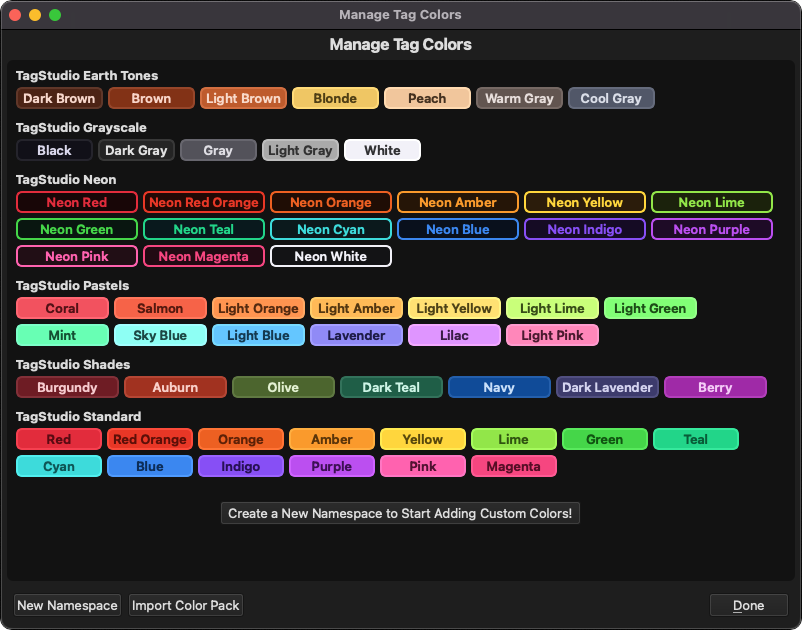 Manage Tag Colors
Manage Tag Colors
TagStudio Earth Tones
Dark Brown Brown Light Brown Blonde Peach Warm Gray Cool Gray
TagStudio Grayscale
Black Dark Gray Gray Light Gray White
TagStudio Neon
Neon Red Neon Red Orange Neon Orange Neon Amber Neon Yellow Neon Lime
Neon Green Neon Teal Neon Cyan Neon Blue Neon Indigo Neon Purple
Neon Pink Neon Magenta Neon White
TagStudio Pastels
Coral Salmon Light Orange Light Amber Light Yellow Light Lime Light Green
Mint Sky Blue Light Blue Lavender Lilac Light Pink
TagStudio Shades
Burgundy Auburn Olive Dark Teal Navy Dark Lavender Berry
TagStudio Standard
Red Red Orange Orange Amber Yellow Lime Green Teal
Cyan Blue Indigo Purple Pink Magenta
Create a New Namespace to Start Adding Custom Colors!
New Namespace Import Color Pack Done